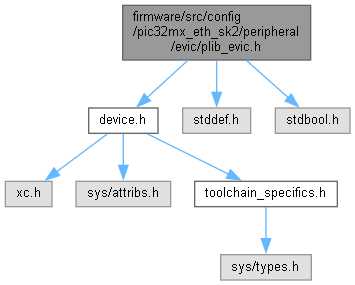 firmware/src/config
/pic32mx_eth_sk2/peripheral
/evic/plib_evic.h
device.h
stddef.h
stdbool.h
xc.h
sys/attribs.h
toolchain_specifics.h
sys/types.h